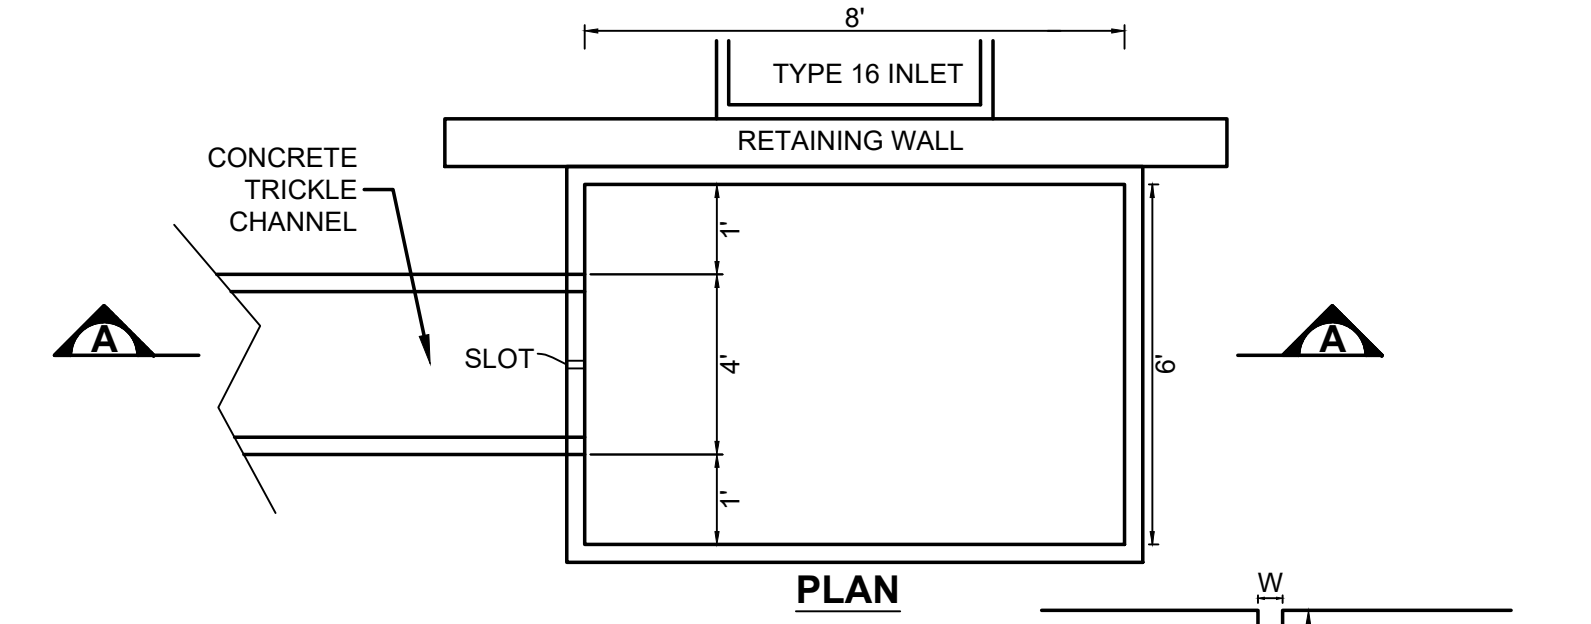 8'
TYPE 16 INLET
RETAINING WALL
CONCRETE
TRICKLE
CHANNEL
1'
A
SLOT
4'
6'
A
1'
PLAN
W